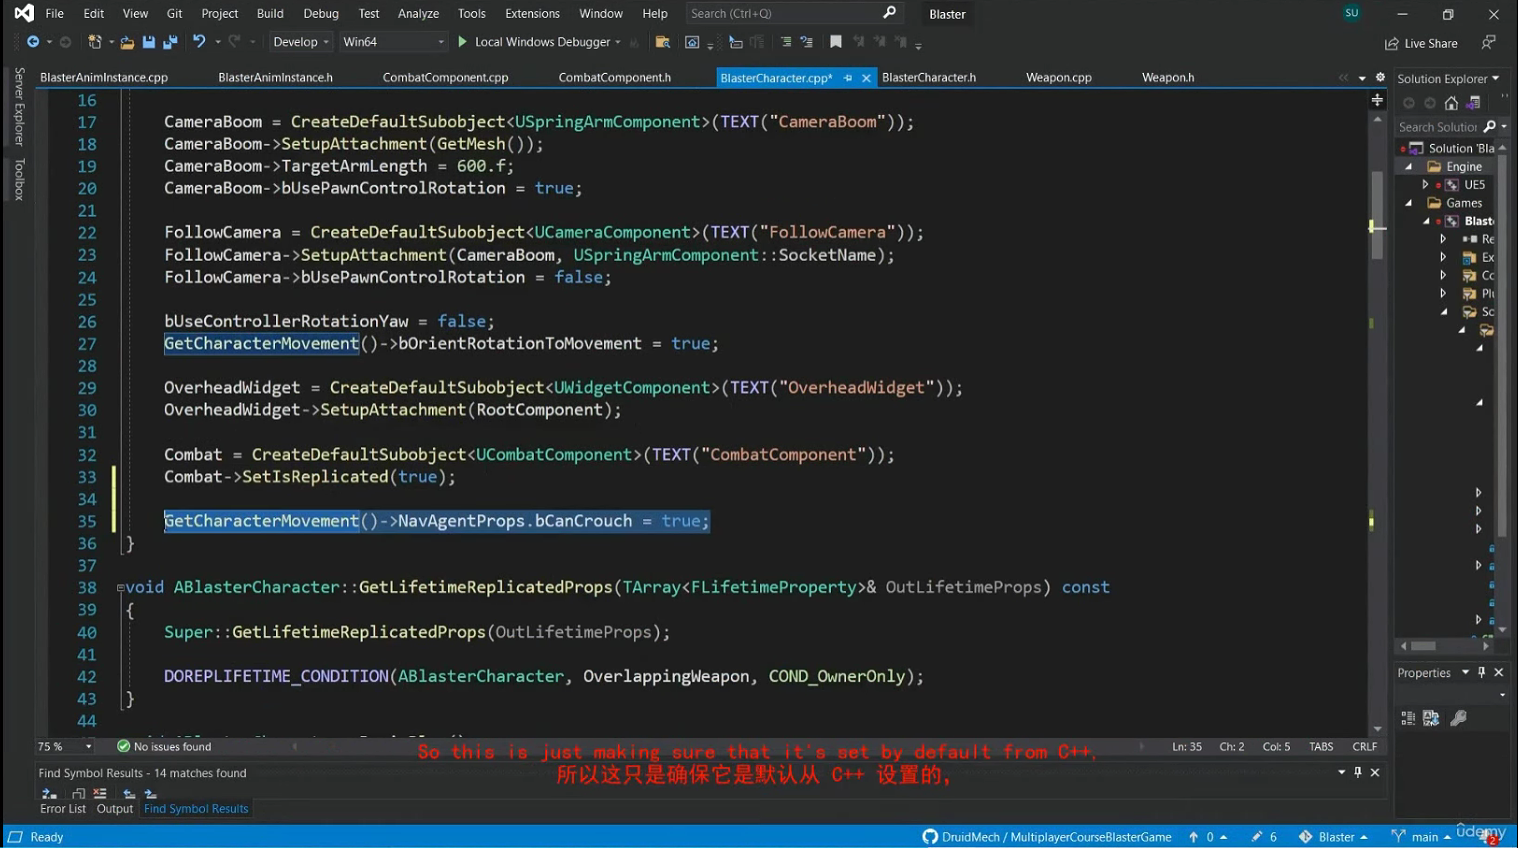 File Edit View Git Project Build Debug Test Analyze Tools Extensions Window Help Search (Ctrl+Q) Blaster SU
Develop Win64 Local Windows Debugger Live Share
BlasterAnimInstance.cpp BlasterAnimInstance.h CombatComponent.cpp CombatComponent.h BlasterCharacter.cpp* BlasterCharacter.h Weapon.cpp Weapon.h
Server Explorer
Toolbox
16
17 CameraBoom = CreateDefaultSubobject<USpringArmComponent>(TEXT("CameraBoom"));
18 CameraBoom->SetupAttachment(GetMesh());
19 CameraBoom->TargetArmLength = 600.f;
20 CameraBoom->bUsePawnControlRotation = true;
21
22 FollowCamera = CreateDefaultSubobject<UCameraComponent>(TEXT("FollowCamera"));
23 FollowCamera->SetupAttachment(CameraBoom, USpringArmComponent::SocketName);
24 FollowCamera->bUsePawnControlRotation = false;
25
26 bUseControllerRotationYaw = false;
27 GetCharacterMovement()->bOrientRotationToMovement = true;
28
29 OverheadWidget = CreateDefaultSubobject<UWidgetComponent>(TEXT("OverheadWidget"));
30 OverheadWidget->SetupAttachment(RootComponent);
31
32 Combat = CreateDefaultSubobject<UCombatComponent>(TEXT("CombatComponent"));
33 Combat->SetIsReplicated(true);
34
35 GetCharacterMovement()->NavAgentProps.bCanCrouch = true;
36 }
37
38 void ABlasterCharacter::GetLifetimeReplicatedProps(TArray<FLifetimeProperty>& OutLifetimeProps) const
39 {
40 Super::GetLifetimeReplicatedProps(OutLifetimeProps);
41
42 DOREPLIFETIME_CONDITION(ABlasterCharacter, OverlappingWeapon, COND_OwnerOnly);
43 }
44
Solution Explorer
Search Solutio
Solution 'Bla
Engine
UE5
Games
Blast
Re
Ex
Co
Plu
So
Properties
75 % No issues found Ln: 35 Ch: 2 Col: 5 TABS CRLF
So this is just making sure that it's set by default from C++,
所以这只是确保它是默认从 C++ 设置的,
Find Symbol Results - 14 matches found
Error List Output Find Symbol Results
Ready DruidMech / MultiplayerCourseBlasterGame 0 6 Blaster main 2
ûdemy